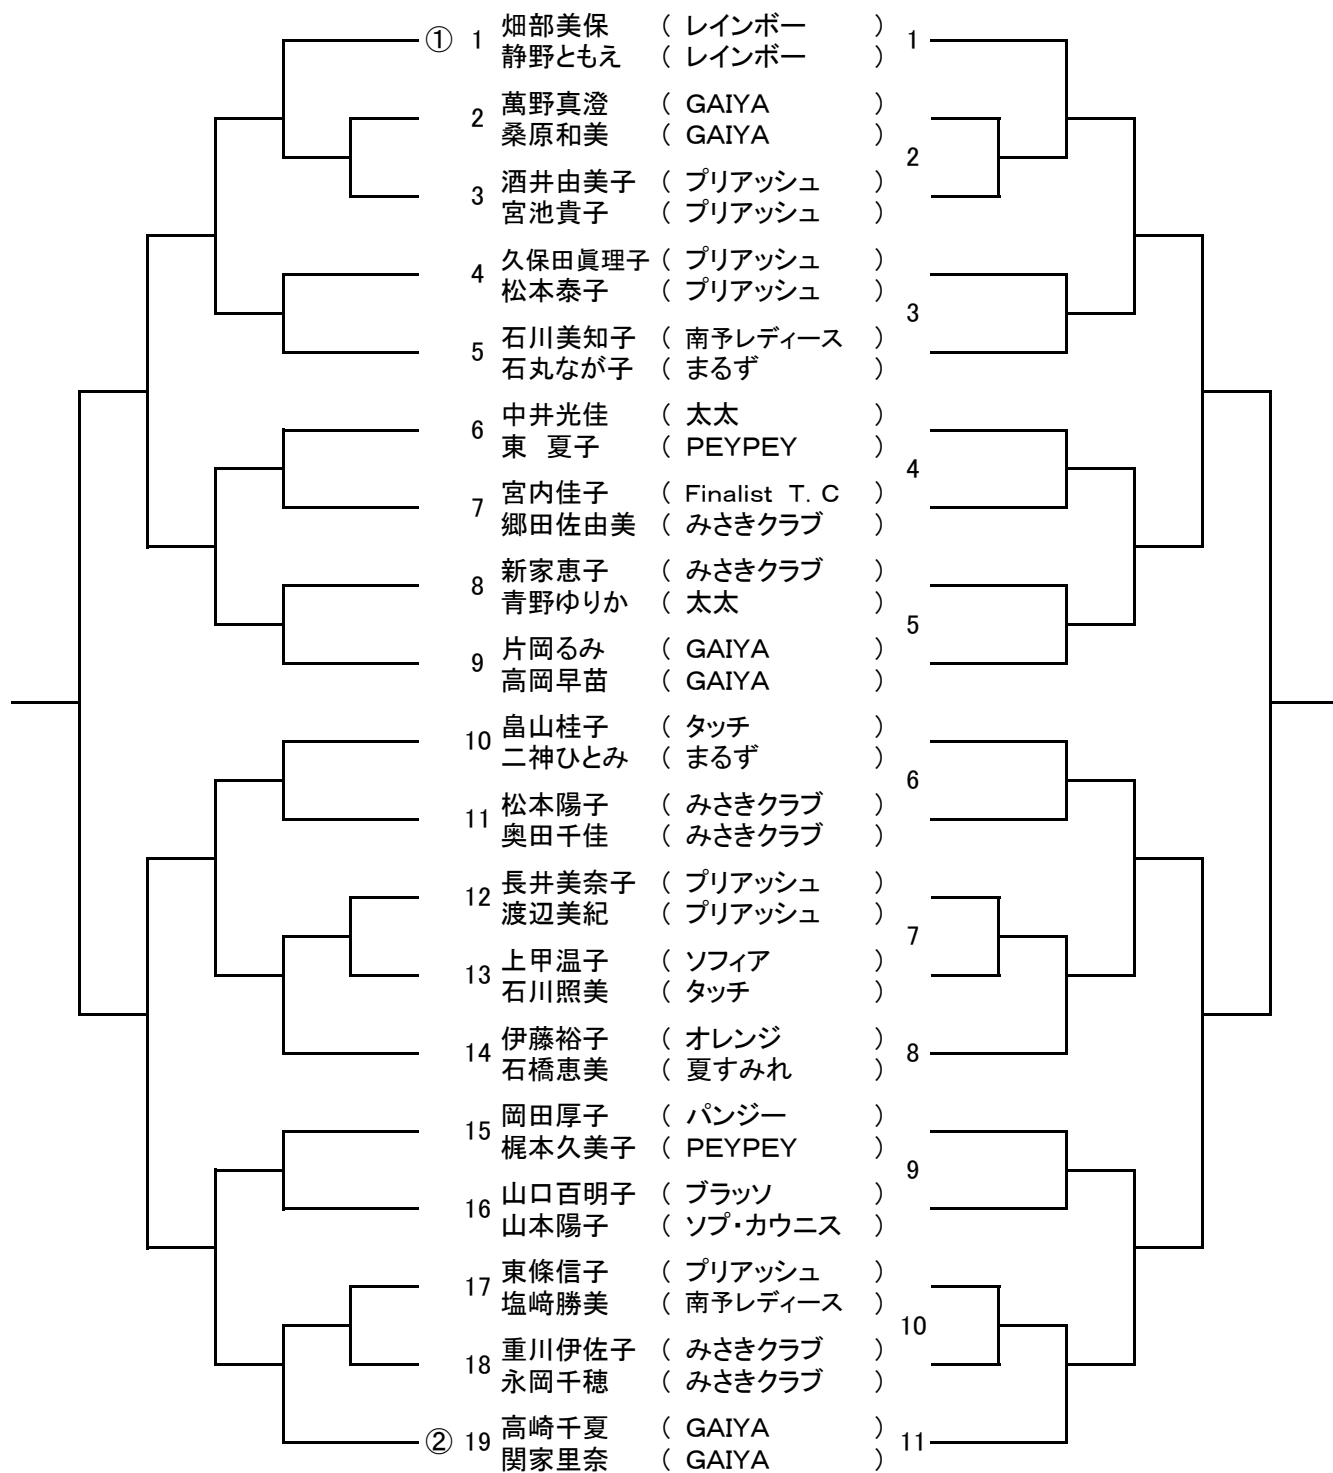 ① 1 畑部美保 ( レインボー ) 1
静野ともえ ( レインボー )
2 萬野真澄 ( GAIYA )
桑原和美 ( GAIYA )
2
3 酒井由美子 ( プリアッシュ )
宮池貴子 ( プリアッシュ )
4 久保田眞理子 ( プリアッシュ )
松本泰子 ( プリアッシュ )
3
5 石川美知子 ( 南予レディース )
石丸なが子 ( まるず )
6 中井光佳 ( 太太 )
東 夏子 ( PEYPEY )
4
7 宮内佳子 ( Finalist T. C )
郷田佐由美 ( みさきクラブ )
8 新家恵子 ( みさきクラブ )
青野ゆりか ( 太太 )
5
9 片岡るみ ( GAIYA )
高岡早苗 ( GAIYA )
10 畠山桂子 ( タッチ )
二神ひとみ ( まるず )
6
11 松本陽子 ( みさきクラブ )
奥田千佳 ( みさきクラブ )
12 長井美奈子 ( プリアッシュ )
渡辺美紀 ( プリアッシュ )
7
13 上甲温子 ( ソフィア )
石川照美 ( タッチ )
14 伊藤裕子 ( オレンジ ) 8
石橋恵美 ( 夏すみれ )
15 岡田厚子 ( パンジー )
梶本久美子 ( PEYPEY )
9
16 山口百明子 ( ブラッソ )
山本陽子 ( ソプ・カウニス )
17 東條信子 ( プリアッシュ )
塩﨑勝美 ( 南予レディース )
10
18 重川伊佐子 ( みさきクラブ )
永岡千穂 ( みさきクラブ )
② 19 高崎千夏 ( GAIYA ) 11
関家里奈 ( GAIYA )